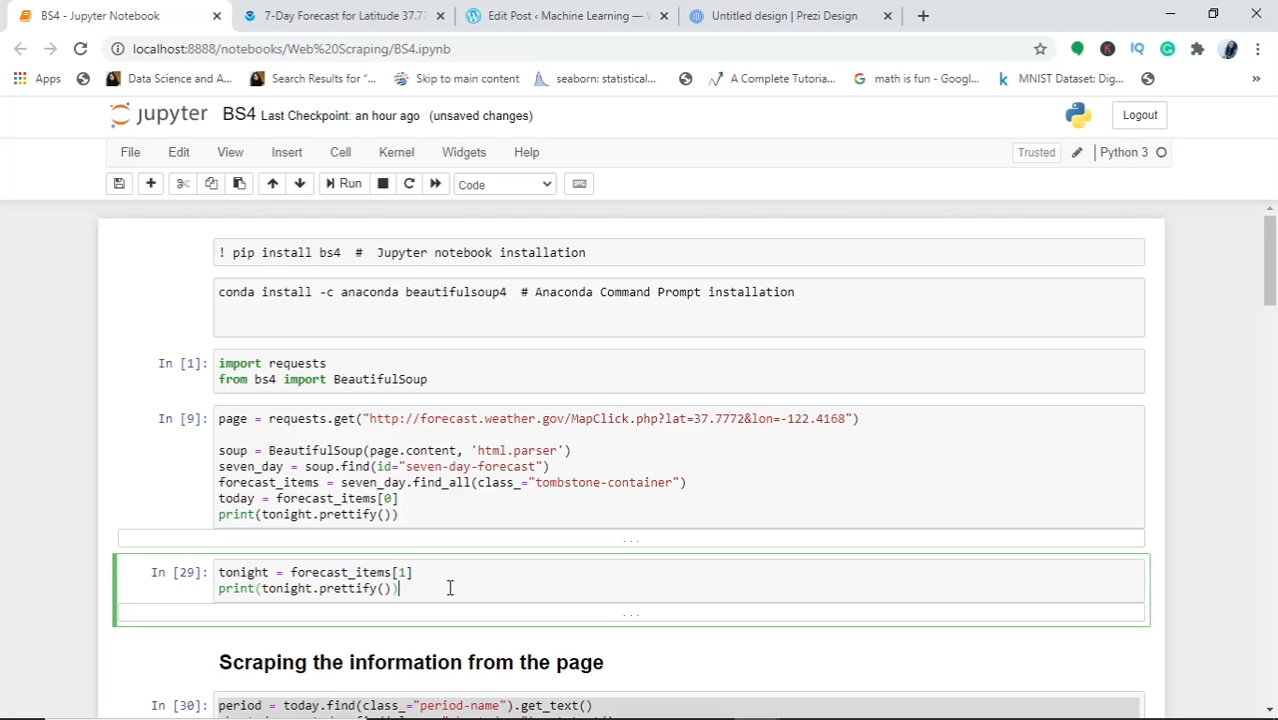 BS4 - Jupyter Notebook
7-Day Forecast for Latitude 37.77
Edit Post ‹ Machine Learning —
Untitled design | Prezi Design
localhost:8888/notebooks/Web%20Scraping/BS4.ipynb
Apps
Data Science and A...
Search Results for "...
Skip to main content
seaborn: statistical...
A Complete Tutoria...
math is fun - Googl...
MNIST Dataset: Dig...
jupyter BS4 Last Checkpoint: an hour ago (unsaved changes)
Logout
File Edit View Insert Cell Kernel Widgets Help
Trusted Python 3
Run Code
! pip install bs4 # Jupyter notebook installation
conda install -c anaconda beautifulsoup4 # Anaconda Command Prompt installation
In [1]: import requests
from bs4 import BeautifulSoup
In [9]: page = requests.get("http://forecast.weather.gov/MapClick.php?lat=37.7772&lon=-122.4168")
soup = BeautifulSoup(page.content, 'html.parser')
seven_day = soup.find(id="seven-day-forecast")
forecast_items = seven_day.find_all(class_="tombstone-container")
today = forecast_items[0]
print(tonight.prettify())
...
In [29]: tonight = forecast_items[1]
print(tonight.prettify())
...
Scraping the information from the page
In [30]: period = today.find(class_="period-name").get_text()